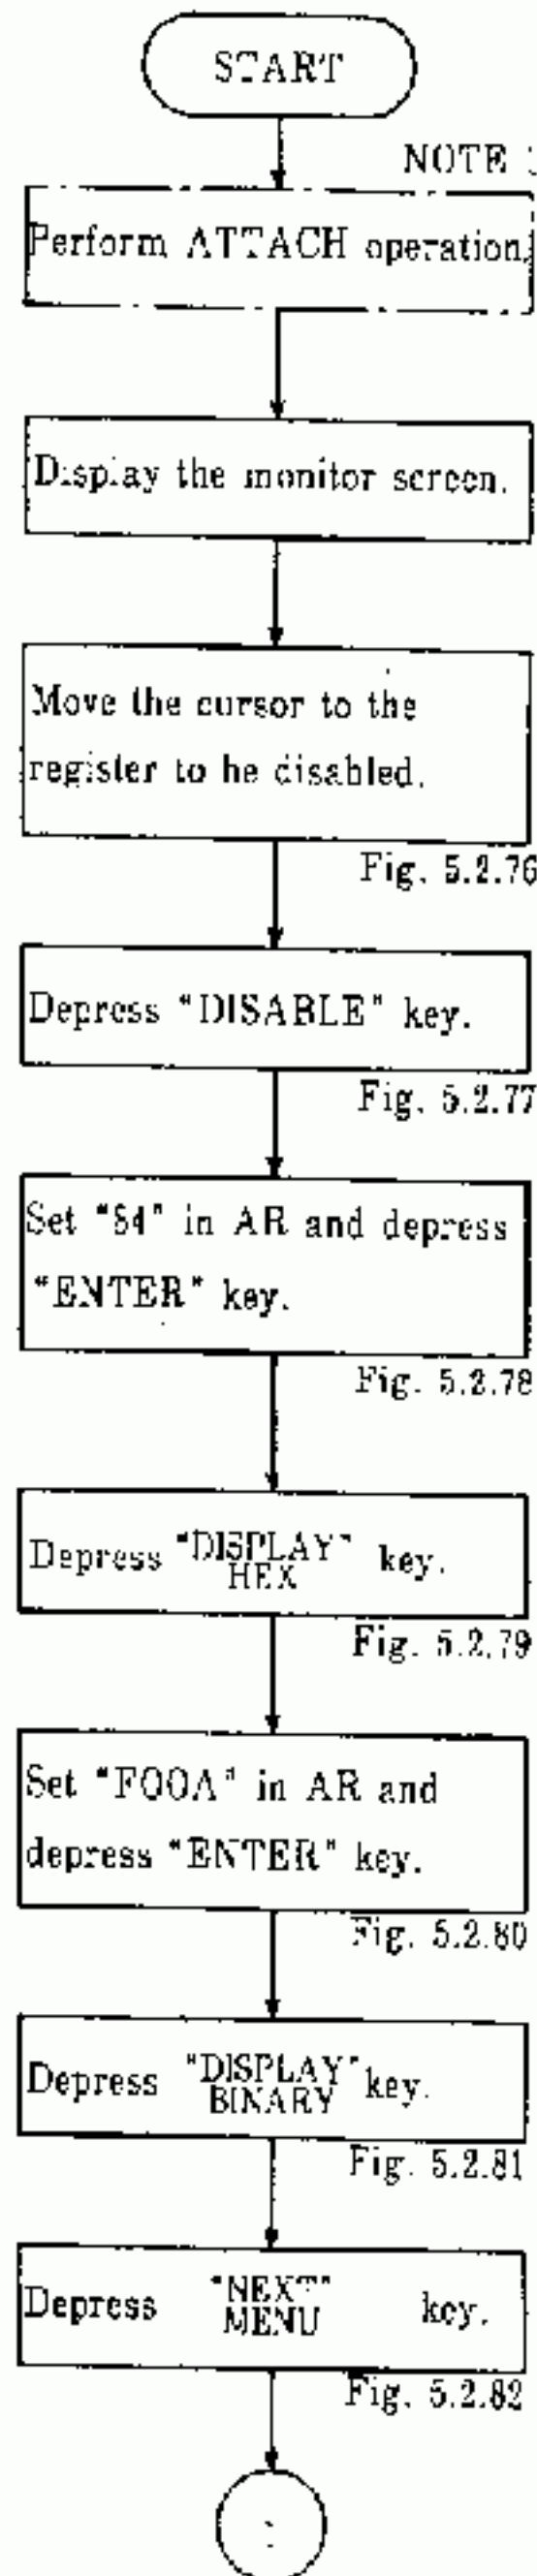 START
NOTE
Perform ATTACH operation.
Display the monitor screen.
Move the cursor to the
register to be disabled.
Fig. 5.2.76
Depress "DISABLE" key.
Fig. 5.2.77
Set "84" in AR and depress
"ENTER" key.
Fig. 5.2.78
Depress "DISPLAY HEX" key.
Fig. 5.2.79
Set "FOOA" in AR and
depress "ENTER" key.
Fig. 5.2.80
Depress "DISPLAY BINARY" key.
Fig. 5.2.81
Depress "NEXT MENU" key.
Fig. 5.2.82